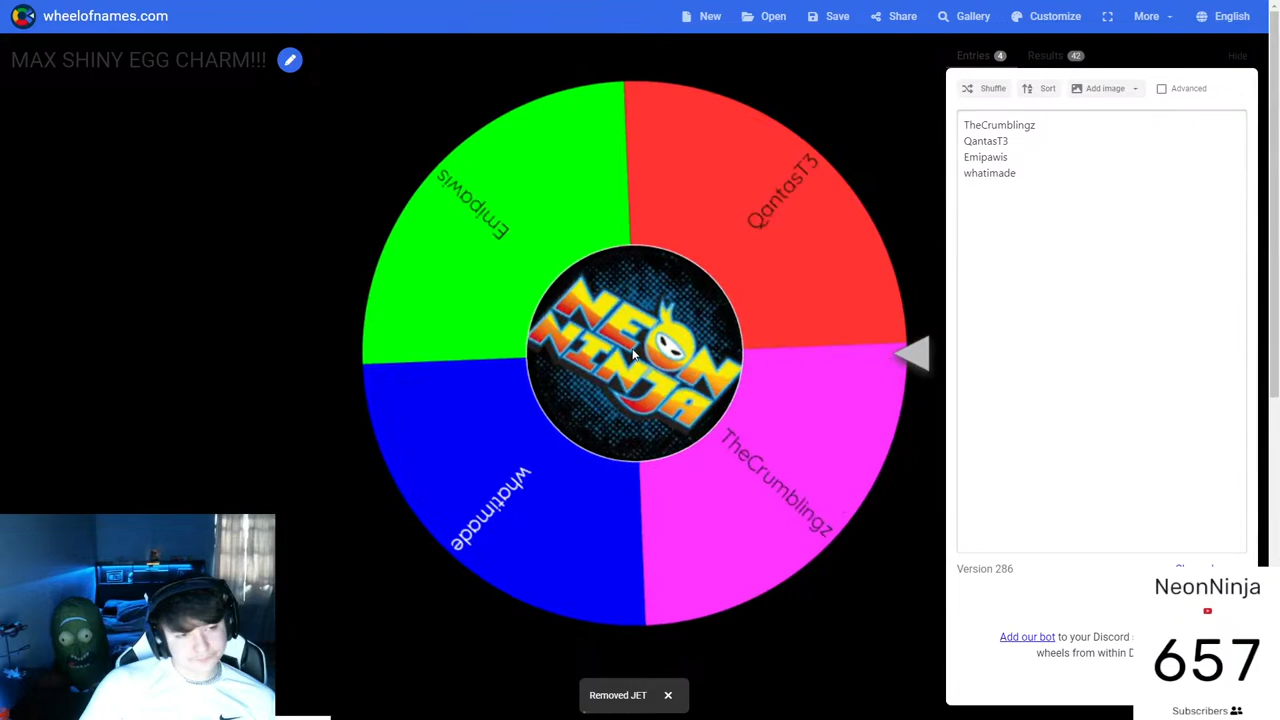 wheelofnames.com
New
Open
Save
Share
Gallery
Customize
More
English
MAX SHINY EGG CHARM!!!
Entries 4
Results 42
Hide
Shuffle
Sort
Add image
Advanced
TheCrumblingz
QantasT3
Emipawis
whatimade
QantasT3
Emipawis
NEON
NINJA
TheCrumblingz
whatimade
Version 286
Add our bot to your Discord
wheels from within
NeonNinja
657
Subscribers
Removed JET